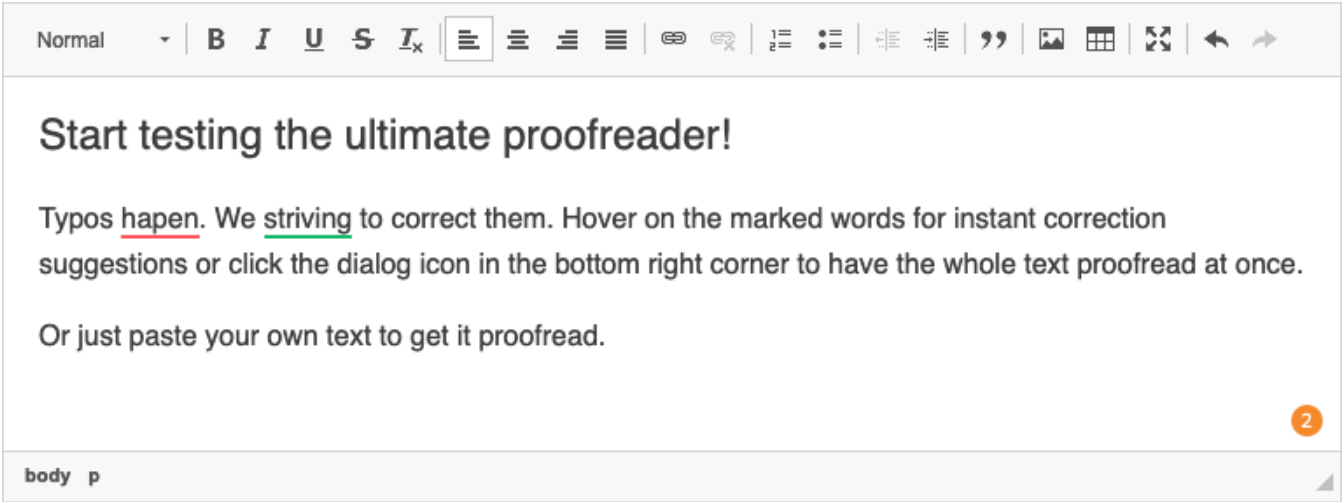 Normal
Start testing the ultimate proofreader!
Typos hapen. We striving to correct them. Hover on the marked words for instant correction
suggestions or click the dialog icon in the bottom right corner to have the whole text proofread at once.
Or just paste your own text to get it proofread.
2
body p